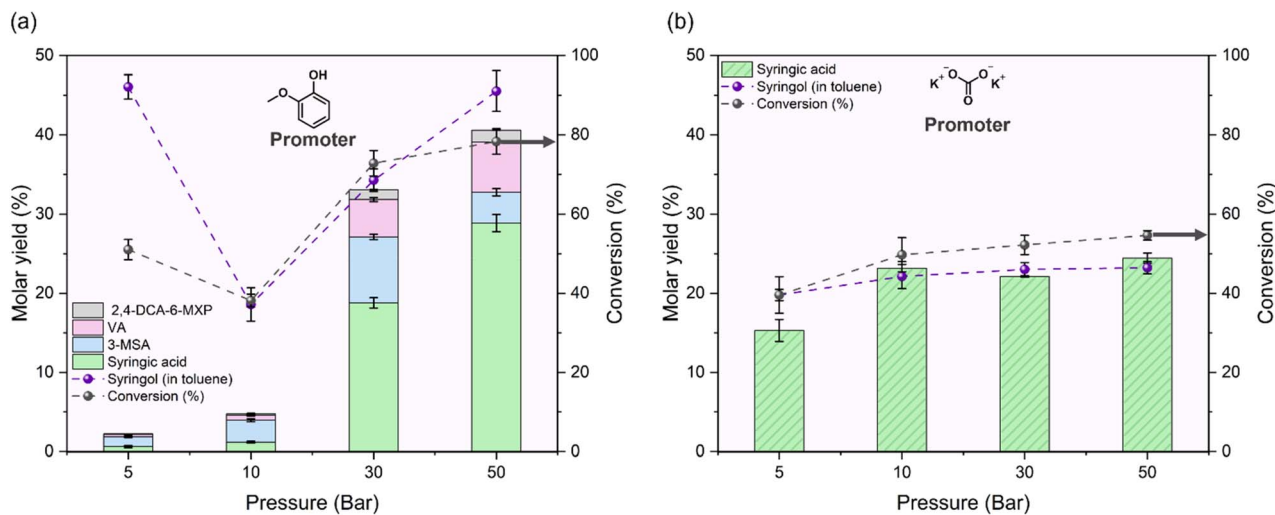 (a)
50
40
30
20
10
0
Molar yield (%)
100
80
60
40
20
0
Conversion (%)
OH
O
Promoter
2,4-DCA-6-MXP
VA
3-MSA
Syringic acid
Syringol (in toluene)
Conversion (%)
5
10
30
50
Pressure (Bar)
(b)
50
40
30
20
10
0
Molar yield (%)
100
80
60
40
20
0
Conversion (%)
Syringic acid
Syringol (in toluene)
Conversion (%)
K+ -O O- K+
O
Promoter
5
10
30
50
Pressure (Bar)